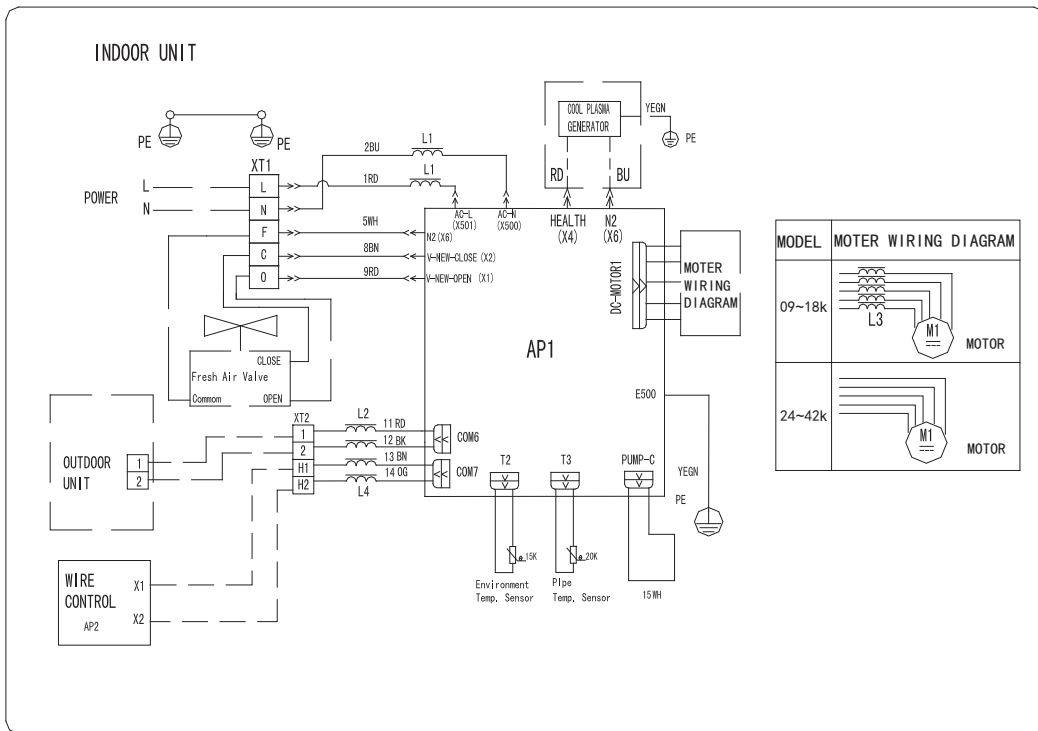 INDOOR UNIT
PE
PE
XT1
POWER
L
N
L
N
F
C
O
2BU
L1
1RD
L1
5WH
8BN
9RD
AC-L
(X501)
AC-N
(X500)
N2(X6)
V-NEW-CLOSE (X2)
V-NEW-OPEN (X1)
COOL PLASMA
GENERATOR
YEGN
PE
RD
BU
HEALTH
(X4)
N2
(X6)
DC-MOTOR1
MOTER
WIRING
DIAGRAM
AP1
E500
YEGN
PE
CLOSE
Fresh Air Valve
Commom
OPEN
OUTDOOR
UNIT
1
2
XT2
1
2
H1
H2
L2
11 RD
12 BK
13 BN
14 OG
L4
COM6
COM7
T2
T3
PUMP-C
15K
20K
Environment
Temp. Sensor
PIpe
Temp. Sensor
15WH
WIRE
CONTROL
AP2
X1
X2
MODEL
MOTER WIRING DIAGRAM
09~18k
L3
M1
MOTOR
24~42k
M1
MOTOR